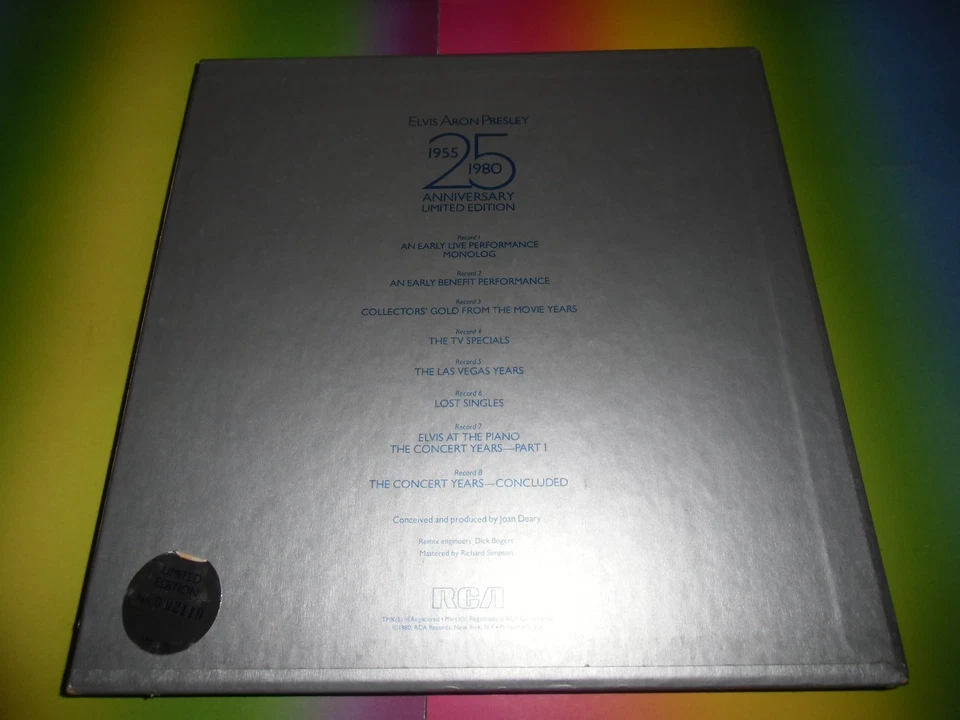 ELVIS ARON PRESLEY
1955
25
1980
ANNIVERSARY
LIMITED EDITION
Record 1
AN EARLY LIVE PERFORMANCE
MONOLOG
Record 2
AN EARLY BENEFIT PERFORMANCE
Record 3
COLLECTORS' GOLD FROM THE MOVIE YEARS
Record 4
THE TV SPECIALS
Record 5
THE LAS VEGAS YEARS
Record 6
LOST SINGLES
Record 7
ELVIS AT THE PIANO
THE CONCERT YEARS—PART 1
Record 8
THE CONCERT YEARS—CONCLUDED
Conceived and produced by Joan Deary
Remix engineer: Dick Bogert
Mastered by Richard Simpson
RCA
©1980, RCA Records, New York, N.Y.
LIMITED
EDITION